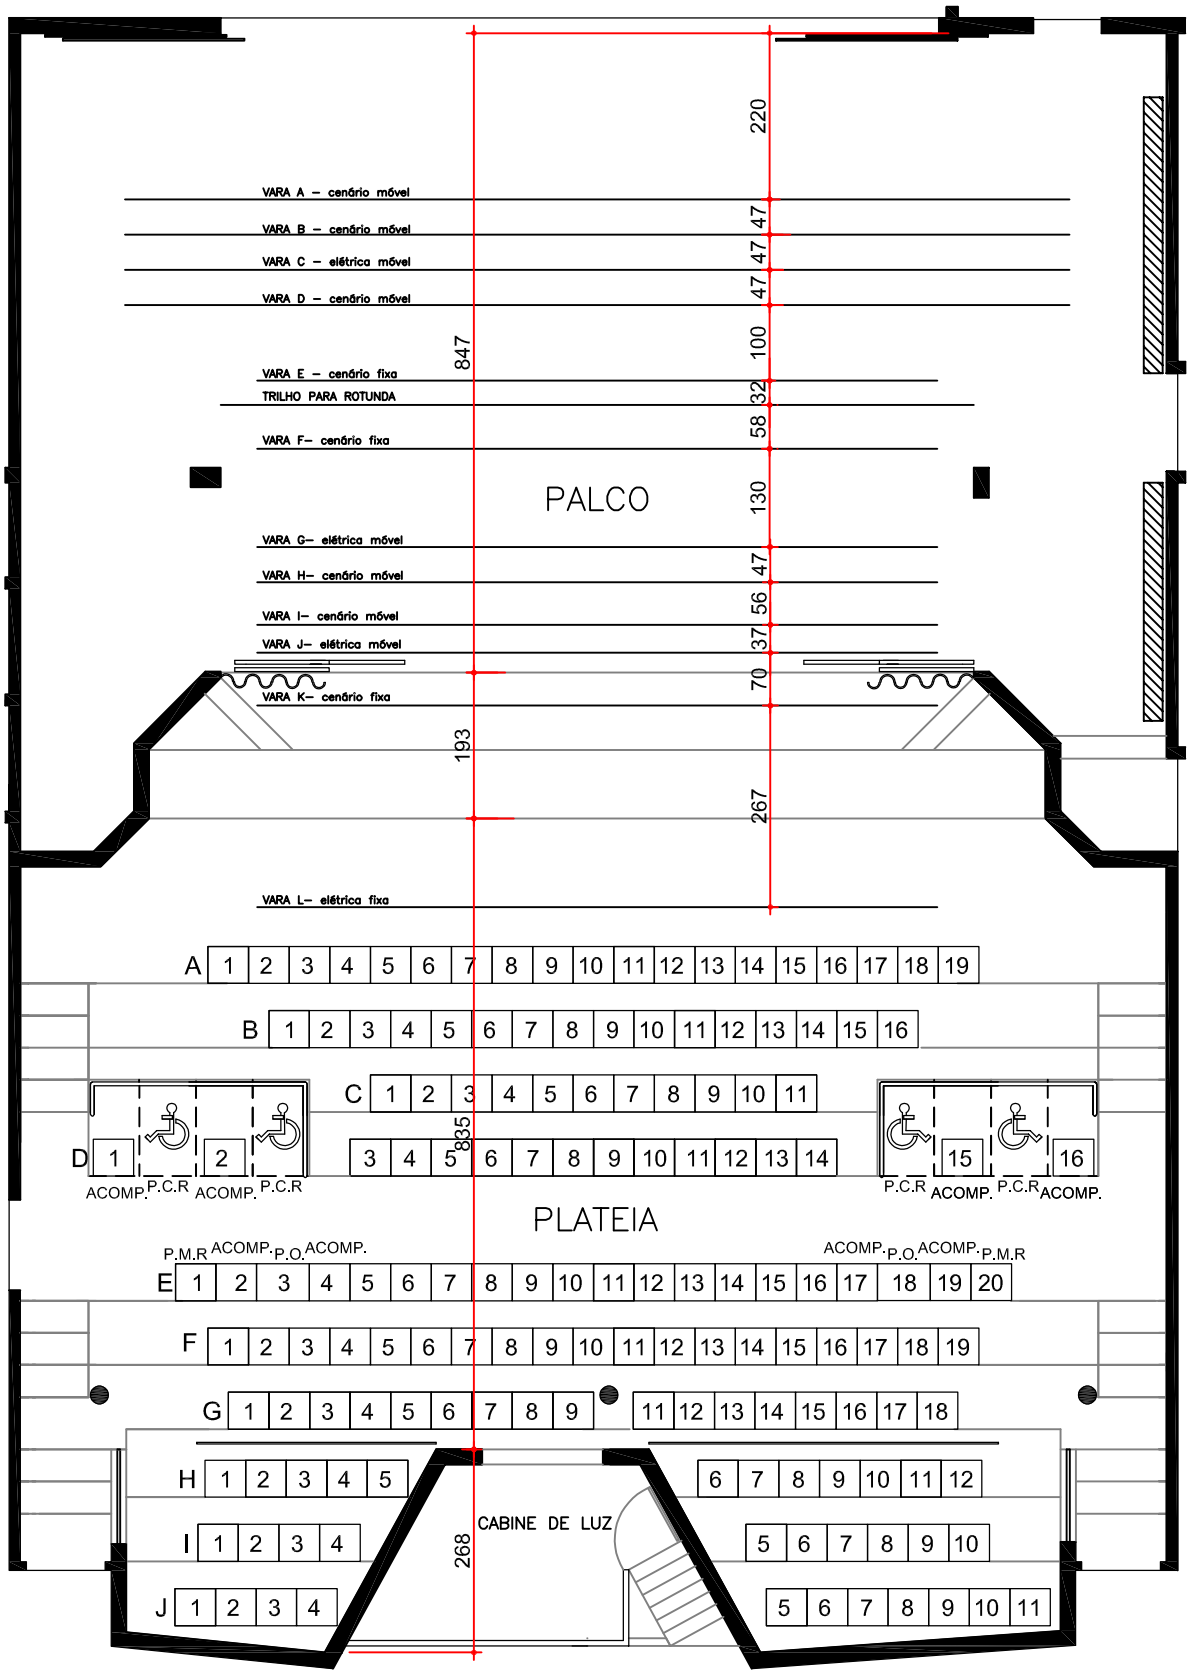 220
VARA A - cenário móvel
47
VARA B - cenário móvel
47
VARA C - elétrica móvel
47
VARA D - cenário móvel
847
100
VARA E - cenário fixa
32
TRILHO PARA ROTUNDA
58
VARA F- cenário fixa
PALCO
130
VARA G- elétrica móvel
47
VARA H- cenário móvel
56
VARA I- cenário móvel
37
VARA J- elétrica móvel
70
VARA K- cenário fixa
193
267
VARA L- elétrica fixa
A 1 2 3 4 5 6 7 8 9 10 11 12 13 14 15 16 17 18 19
B 1 2 3 4 5 6 7 8 9 10 11 12 13 14 15 16
C 1 2 3 4 5 6 7 8 9 10 11
835
D 1 2 3 4 5 6 7 8 9 10 11 12 13 14 15 16
ACOMP. P.C.R ACOMP. P.C.R P.C.R ACOMP. P.C.R ACOMP.
PLATEIA
P.M.R ACOMP. P.O. ACOMP. ACOMP. P.O. ACOMP. P.M.R
E 1 2 3 4 5 6 7 8 9 10 11 12 13 14 15 16 17 18 19 20
F 1 2 3 4 5 6 7 8 9 10 11 12 13 14 15 16 17 18 19
G 1 2 3 4 5 6 7 8 9 11 12 13 14 15 16 17 18
H 1 2 3 4 5 6 7 8 9 10 11 12
CABINE DE LUZ
268
I 1 2 3 4 5 6 7 8 9 10
J 1 2 3 4 5 6 7 8 9 10 11